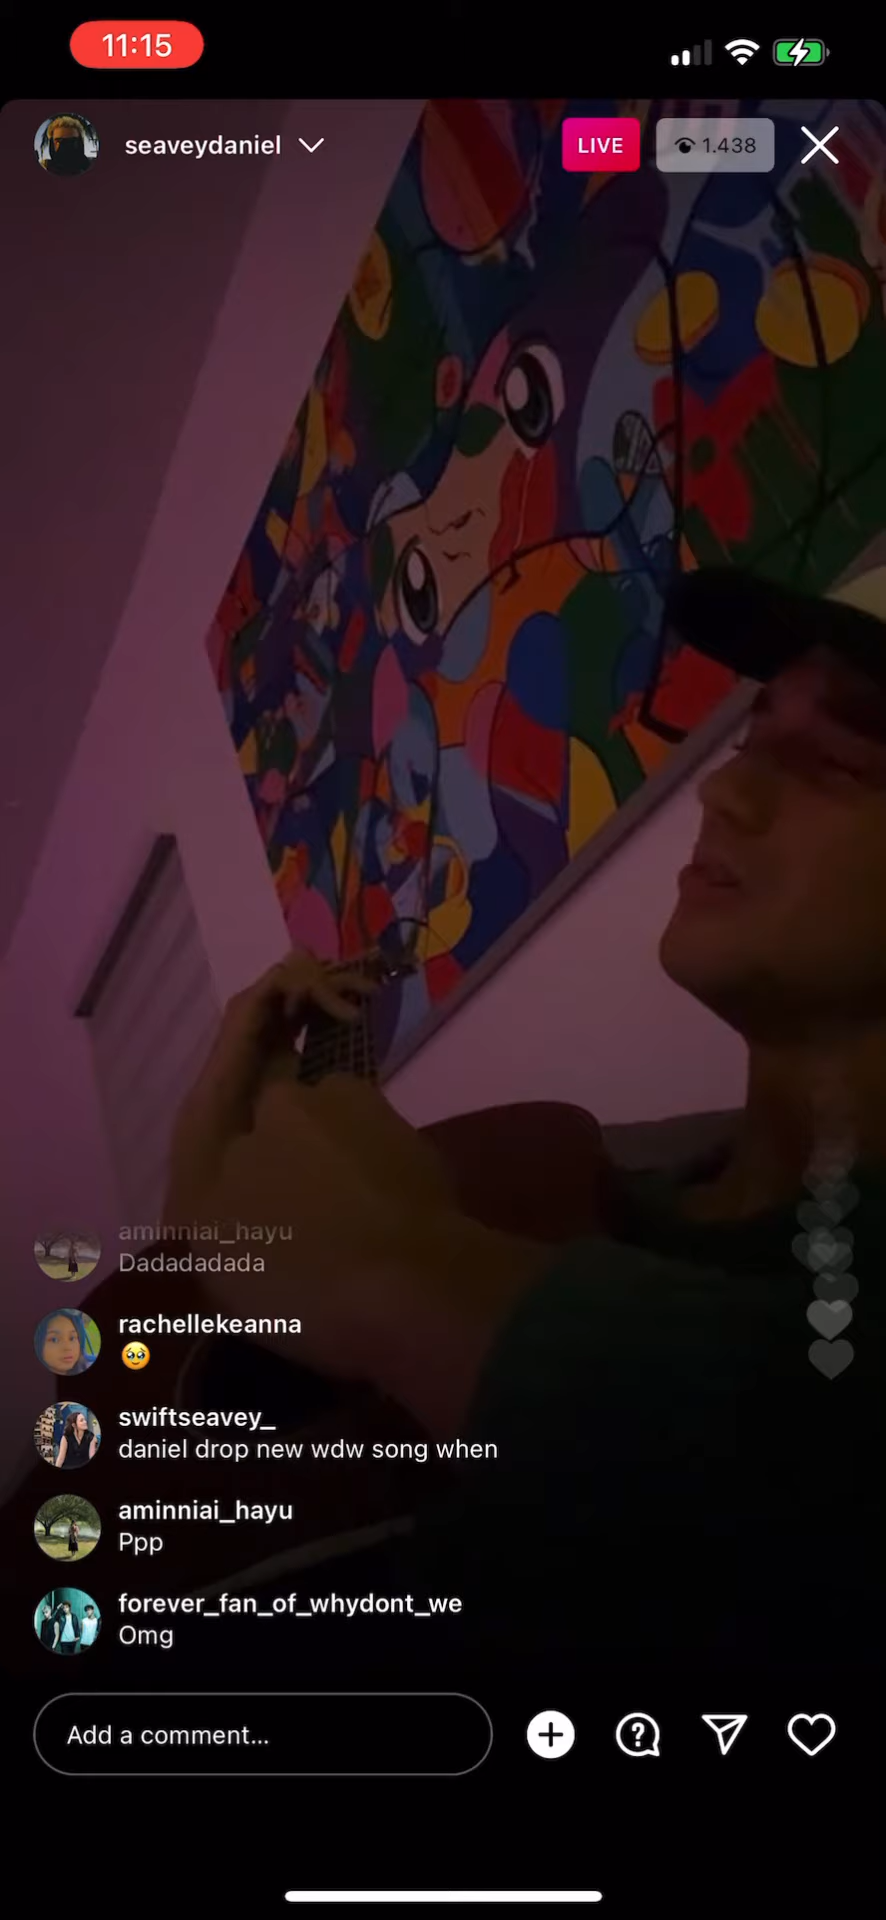 11:15
seaveydaniel
LIVE
1.438
aminniai_hayu
Dadadadada
rachellekeanna
🥹
swiftseavey_
daniel drop new wdw song when
aminniai_hayu
Ppp
forever_fan_of_whydont_we
Omg
Add a comment...